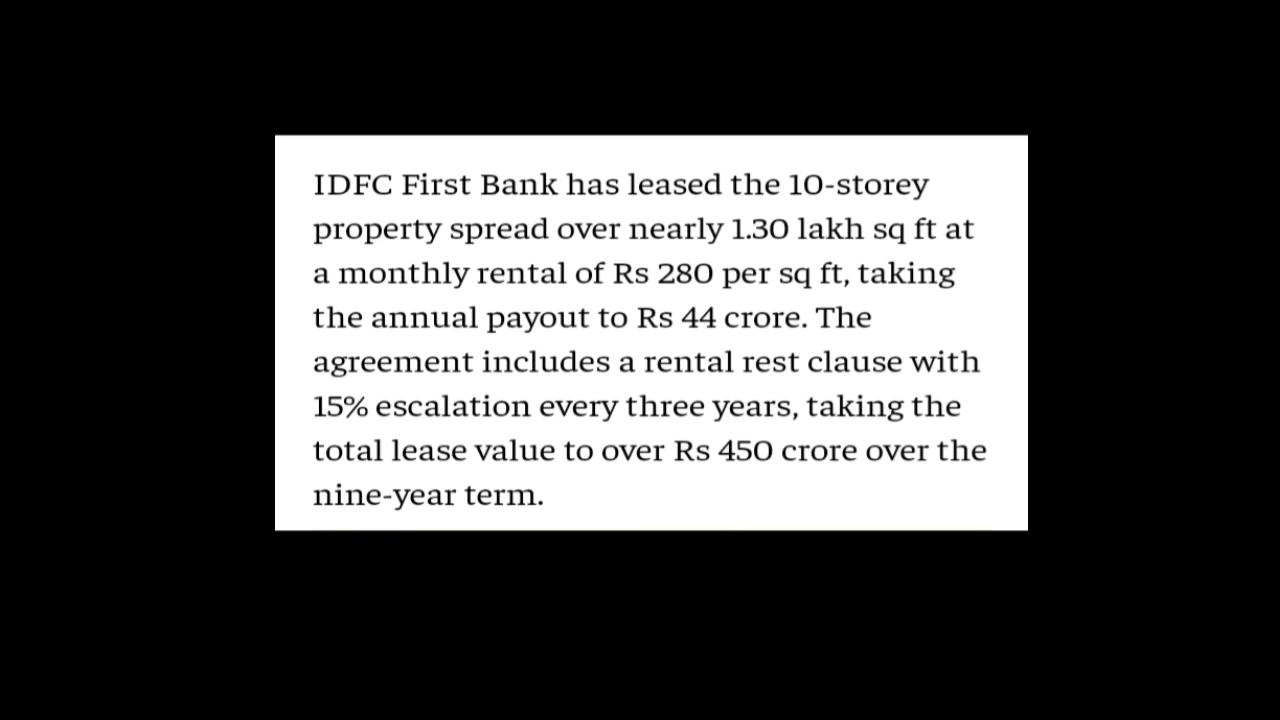 IDFC First Bank has leased the 10-storey
property spread over nearly 1.30 lakh sq ft at
a monthly rental of Rs 280 per sq ft, taking
the annual payout to Rs 44 crore. The
agreement includes a rental rest clause with
15% escalation every three years, taking the
total lease value to over Rs 450 crore over the
nine-year term.